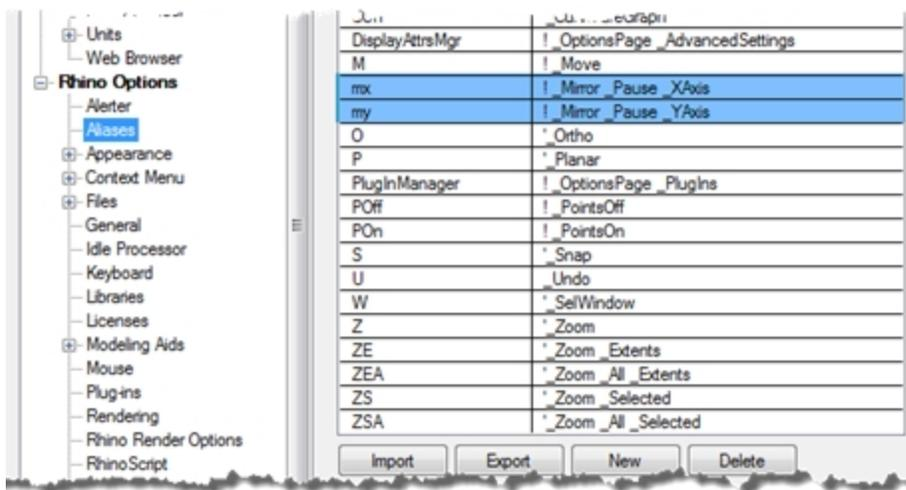 Units
Web Browser
Rhino Options
Alerter
Aliases
Appearance
Context Menu
Files
General
Idle Processor
Keyboard
Libraries
Licenses
Modeling Aids
Mouse
Plug-ins
Rendering
Rhino Render Options
RhinoScript
DisplayAttrsMgr ! _OptionsPage _AdvancedSettings
M ! _Move
mx ! _Mirror _Pause _XAxis
my ! _Mirror _Pause _YAxis
O '_Ortho
P '_Planar
PlugInManager ! _OptionsPage _PlugIns
POff ! _PointsOff
POn ! _PointsOn
S '_Snap
U _Undo
W '_SelWindow
Z '_Zoom
ZE '_Zoom _Extents
ZEA '_Zoom _All _Extents
ZS '_Zoom _Selected
ZSA '_Zoom _All _Selected
Import Export New Delete